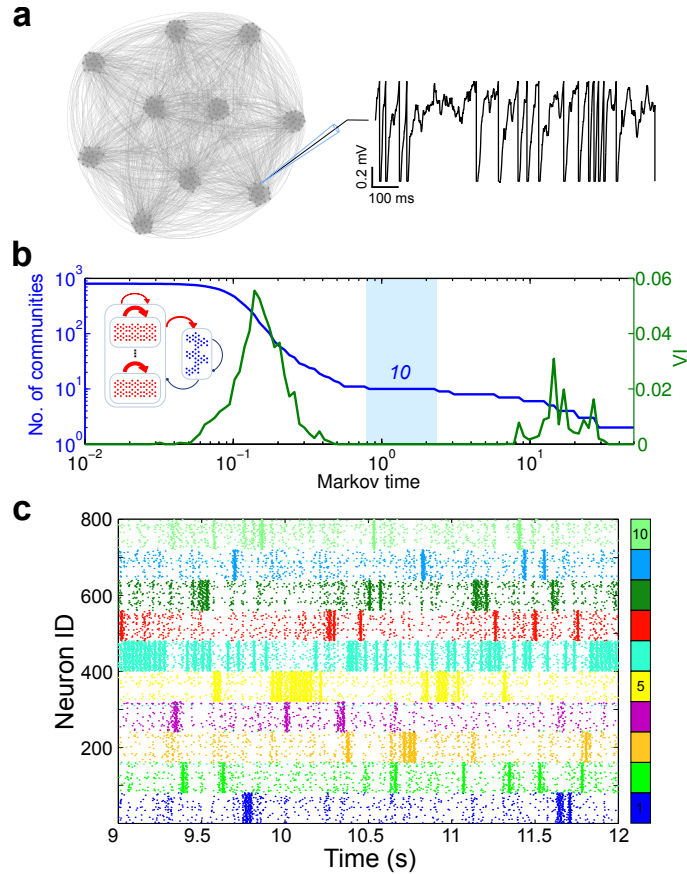 a
0.2 mV
100 ms
b
No. of communities
10^3
10^2
10^1
10^0
10
0.06
0.04
0.02
0
VI
10^-2
10^-1
10^0
10^1
Markov time
c
Neuron ID
800
600
400
200
10
5
1
9
9.5
10
10.5
11
11.5
12
Time (s)